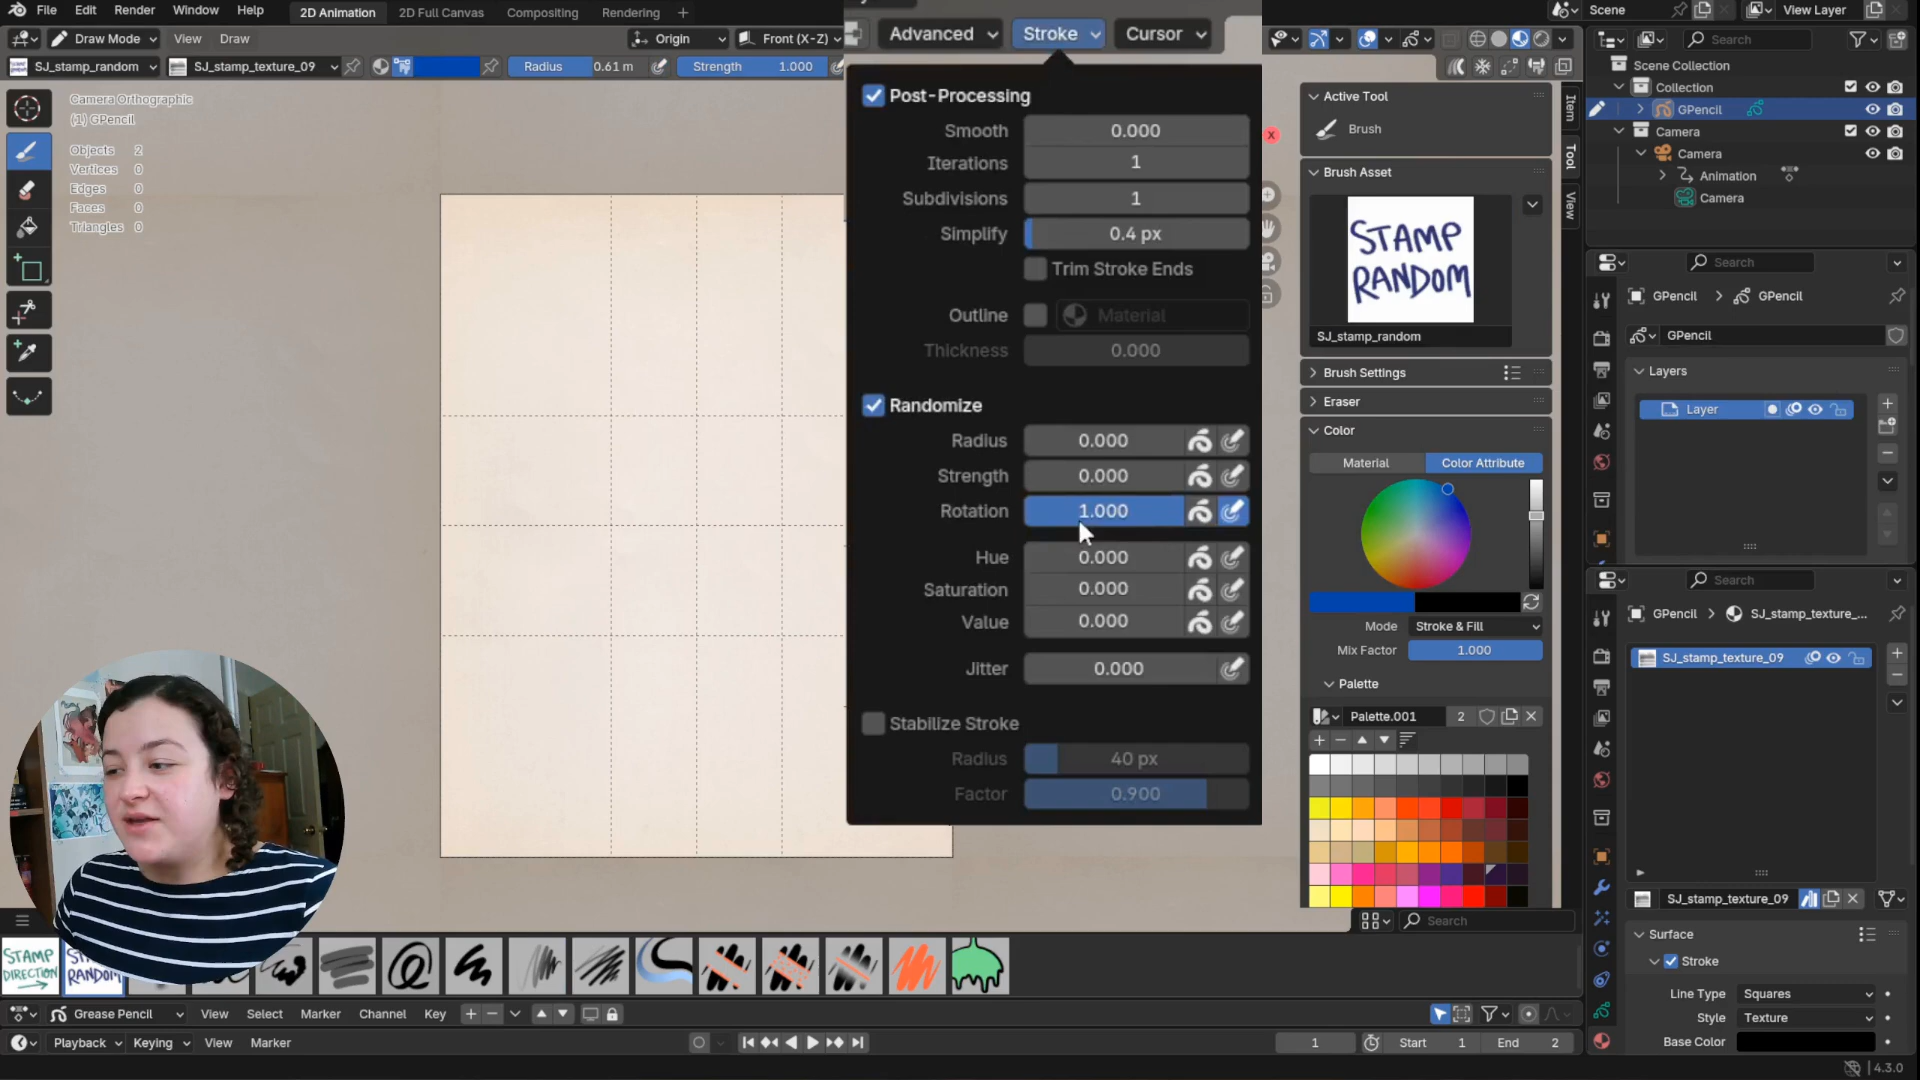 File Edit Render Window Help 2D Animation 2D Full Canvas Compositing Rendering + Scene View Layer
Draw Mode View Draw Origin Front (X-Z) Advanced Stroke Cursor Search
SJ_stamp_random SJ_stamp_texture_09 Radius 0.61 m Strength 1.000
Camera Orthographic
(1) GPencil
Objects 2
Vertices 0
Edges 0
Faces 0
Triangles 0
Post-Processing
Smooth 0.000
Iterations 1
Subdivisions 1
Simplify 0.4 px
Trim Stroke Ends
Outline Material
Thickness 0.000
Randomize
Radius 0.000
Strength 0.000
Rotation 1.000
Hue 0.000
Saturation 0.000
Value 0.000
Jitter 0.000
Stabilize Stroke
Radius 40 px
Factor 0.900
X
Active Tool
Brush
Brush Asset
STAMP
RANDOM
SJ_stamp_random
Brush Settings
Eraser
Color
Material Color Attribute
Mode Stroke & Fill
Mix Factor 1.000
Palette
Palette.001 2
Search
Item
Tool
View
Scene Collection
Collection
GPencil
Camera
Camera
Animation
Camera
Search
GPencil > GPencil
GPencil
Layers
Layer
Search
GPencil > SJ_stamp_texture_...
SJ_stamp_texture_09
SJ_stamp_texture_09
Surface
Stroke
Line Type Squares
Style Texture
Base Color
STAMP
DIRECTION
RANDOM
Grease Pencil View Select Marker Channel Key
Playback Keying View Marker 1 Start 1 End 2
4.3.0